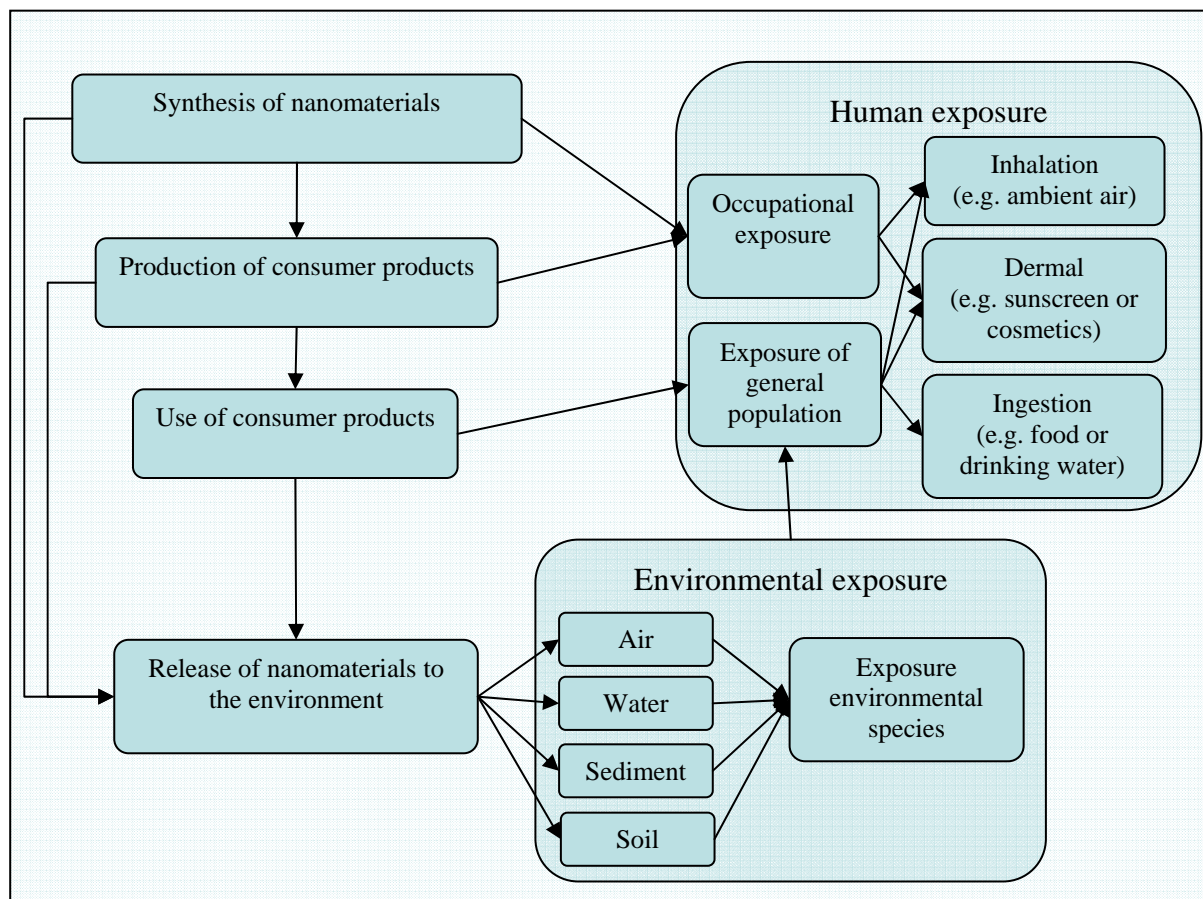 Synthesis of nanomaterials
Production of consumer products
Use of consumer products
Release of nanomaterials to
the environment
Human exposure
Occupational
exposure
Exposure of
general
population
Inhalation
(e.g. ambient air)
Dermal
(e.g. sunscreen or
cosmetics)
Ingestion
(e.g. food or
drinking water)
Environmental exposure
Air
Water
Sediment
Soil
Exposure
environmental
species